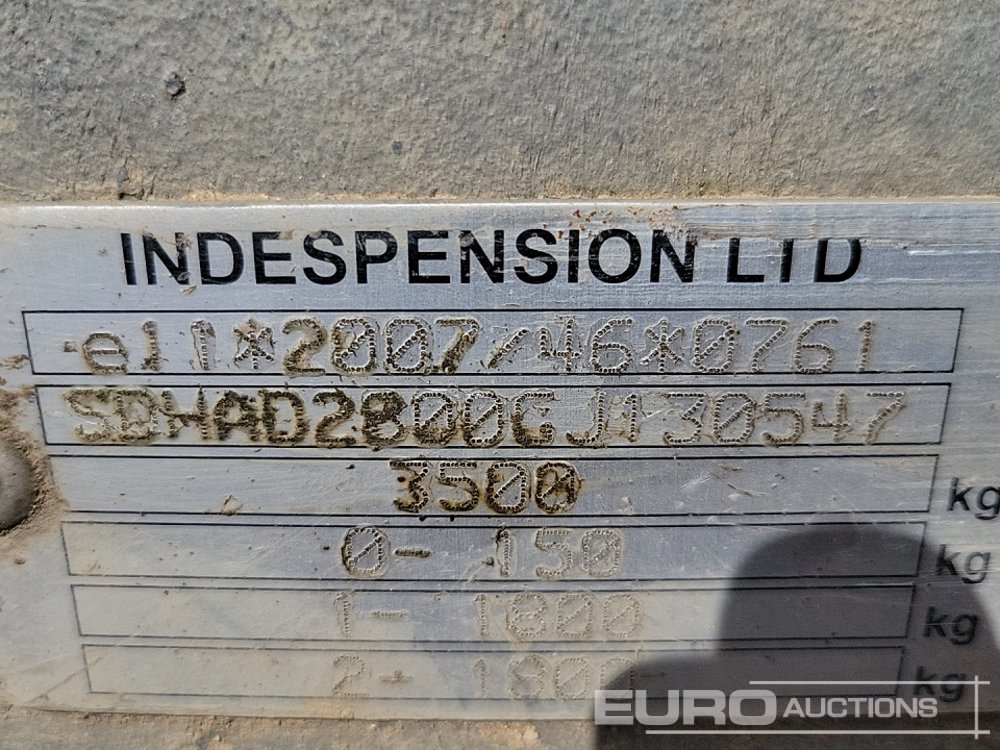 INDESPENSION LTD
e11*2007/46*0761
SDHAD2800CJ130547
3500 kg
0- 150 kg
1- 1800 kg
2- 1800 kg
EURO AUCTIONS